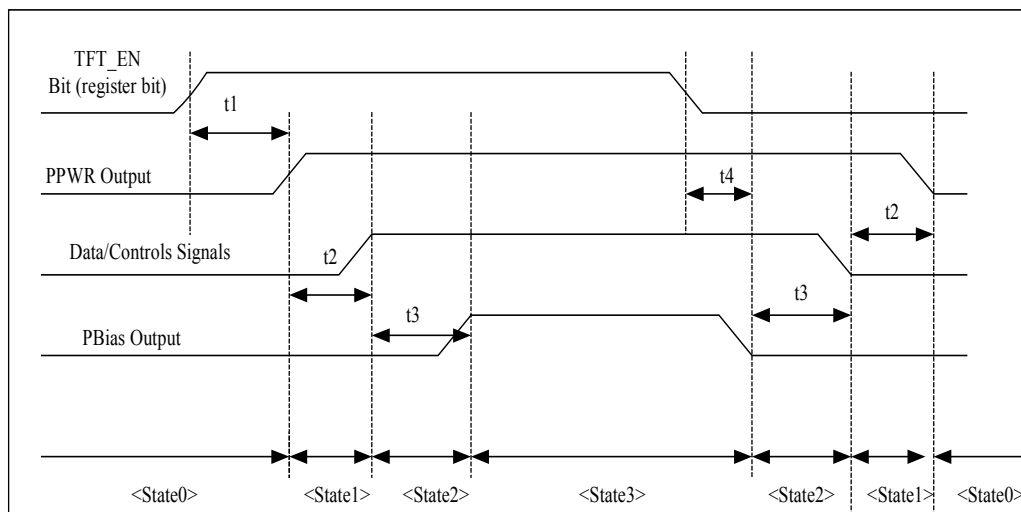 TFT_EN
Bit (register bit)
t1
PPWR Output
t4
t2
Data/Controls Signals
t2
t3
t3
PBias Output
<State0>
<State1>
<State2>
<State3>
<State2>
<State1>
<State0>